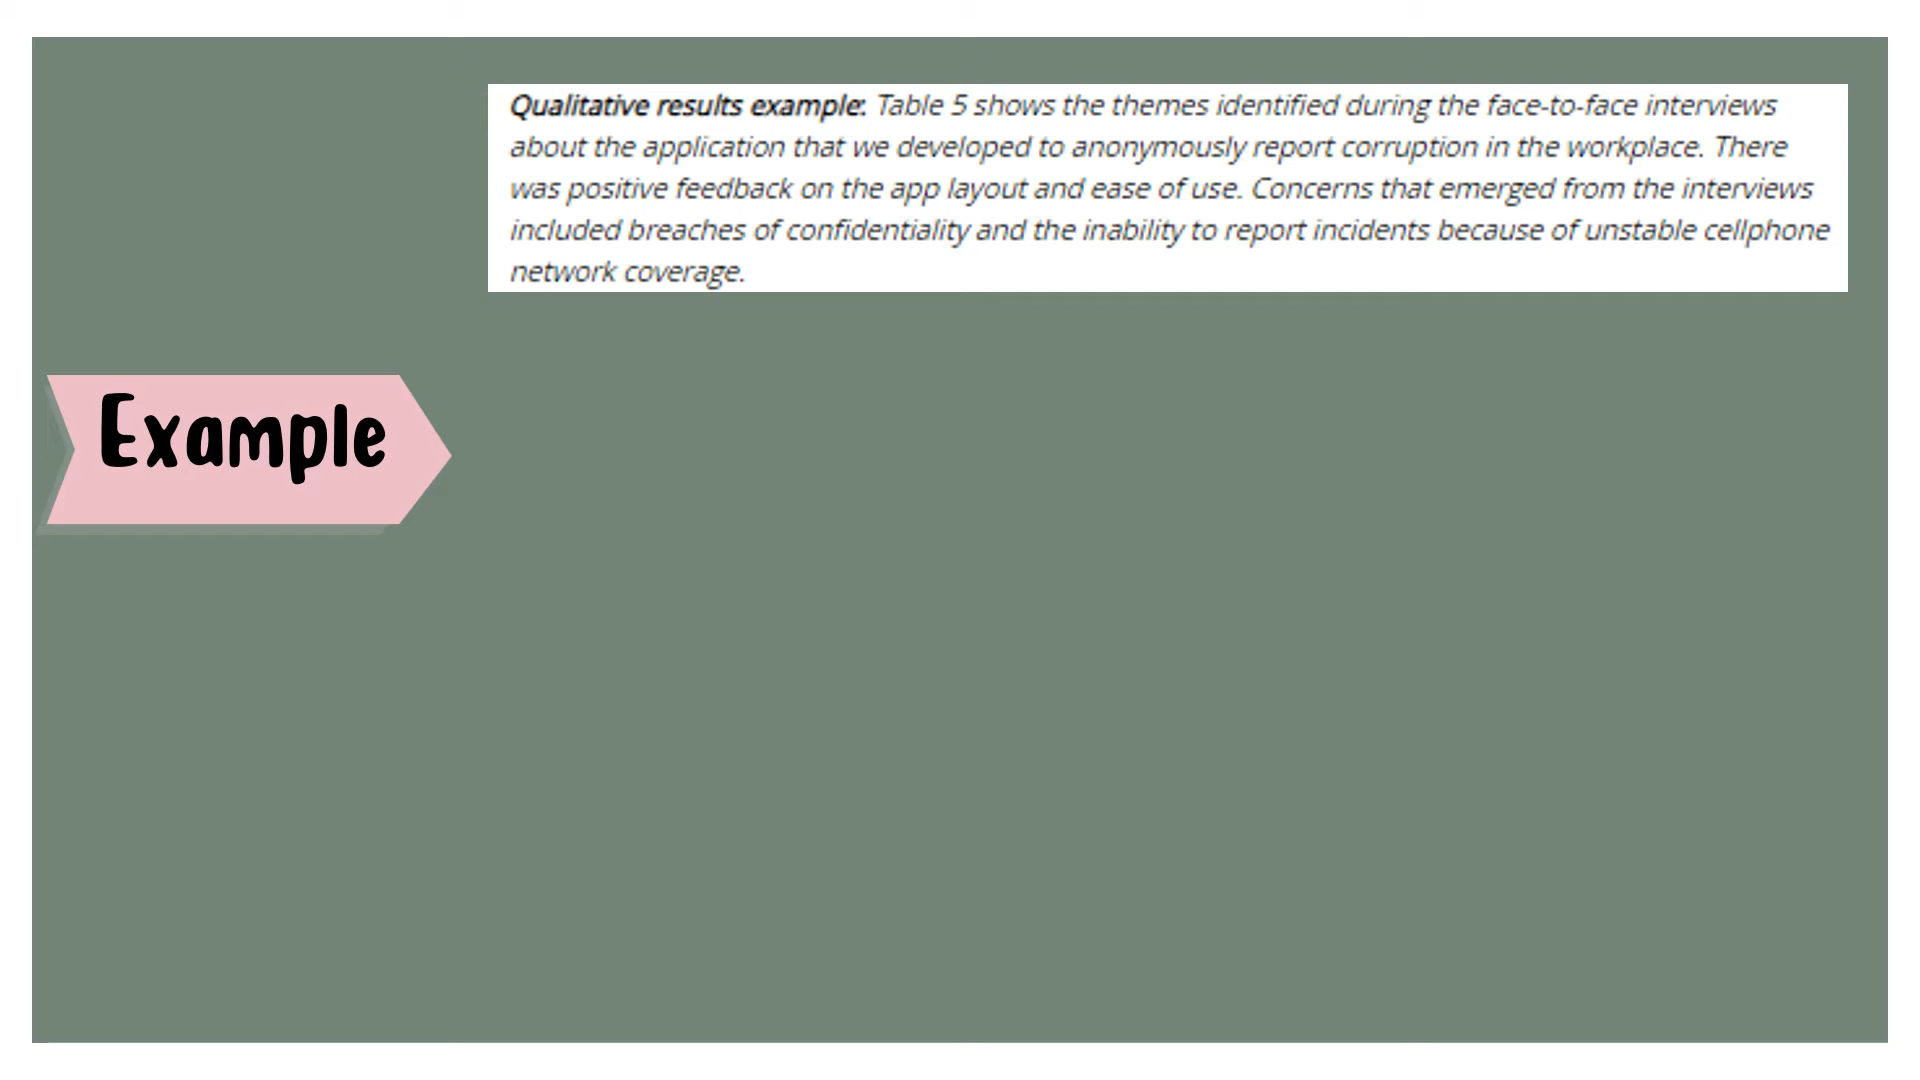 Qualitative results example: Table 5 shows the themes identified during the face-to-face interviews
about the application that we developed to anonymously report corruption in the workplace. There
was positive feedback on the app layout and ease of use. Concerns that emerged from the interviews
included breaches of confidentiality and the inability to report incidents because of unstable cellphone
network coverage.
Example